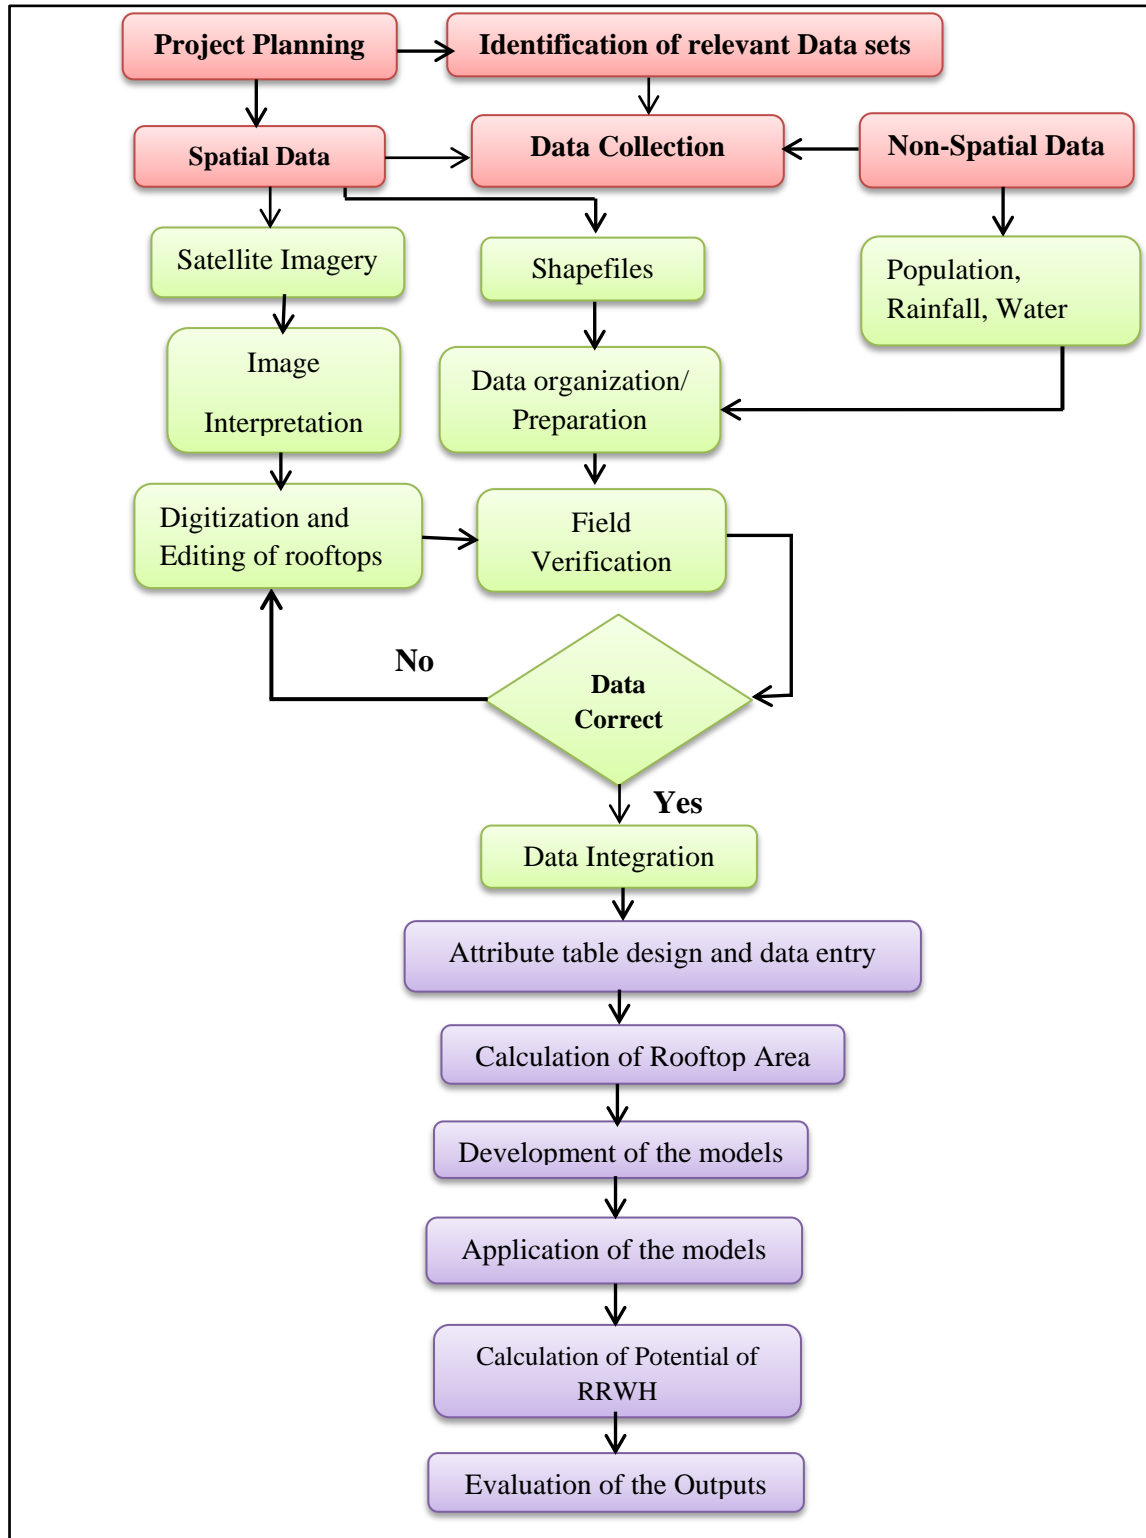 Project Planning
Identification of relevant Data sets
Spatial Data
Data Collection
Non-Spatial Data
Satellite Imagery
Shapefiles
Population,
Rainfall, Water
Image
Interpretation
Data organization/
Preparation
Digitization and
Editing of rooftops
Field
Verification
No
Data
Correct
Yes
Data Integration
Attribute table design and data entry
Calculation of Rooftop Area
Development of the models
Application of the models
Calculation of Potential of
RRWH
Evaluation of the Outputs